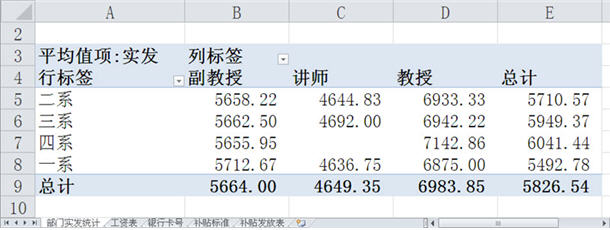 A B C D E
2
3 平均值项:实发 列标签
4 行标签 副教授 讲师 教授 总计
5 二系 5658.22 4644.83 6933.33 5710.57
6 三系 5662.50 4692.00 6942.22 5949.37
7 四系 5655.95 7142.86 6041.44
8 一系 5712.67 4636.75 6875.00 5492.78
9 总计 5664.00 4649.35 6983.85 5826.54
10
部门实发统计 工资表 银行卡号 补贴标准 补贴发放表